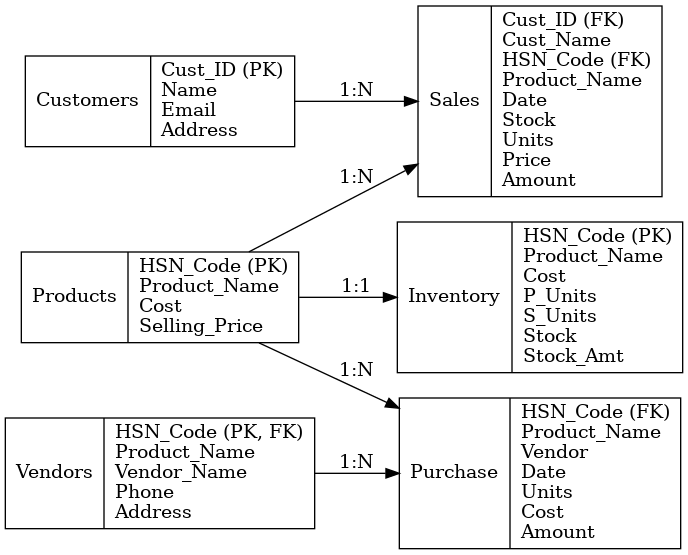 Customers
Cust_ID (PK)
Name
Email
Address
1:N
Sales
Cust_ID (FK)
Cust_Name
HSN_Code (FK)
Product_Name
Date
Stock
Units
Price
Amount
1:N
Products
HSN_Code (PK)
Product_Name
Cost
Selling_Price
1:1
Inventory
HSN_Code (PK)
Product_Name
Cost
P_Units
S_Units
Stock
Stock_Amt
1:N
Vendors
HSN_Code (PK, FK)
Product_Name
Vendor_Name
Phone
Address
1:N
Purchase
HSN_Code (FK)
Product_Name
Vendor
Date
Units
Cost
Amount